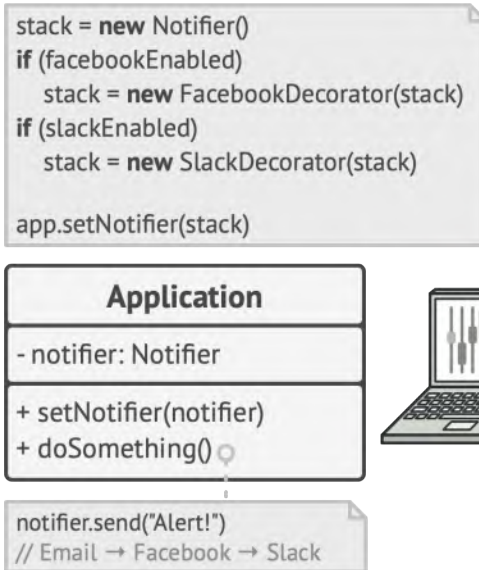 stack = new Notifier()
if (facebookEnabled)
stack = new FacebookDecorator(stack)
if (slackEnabled)
stack = new SlackDecorator(stack)
app.setNotifier(stack)
Application
- notifier: Notifier
+ setNotifier(notifier)
+ doSomething()
notifier.send("Alert!")
// Email → Facebook → Slack